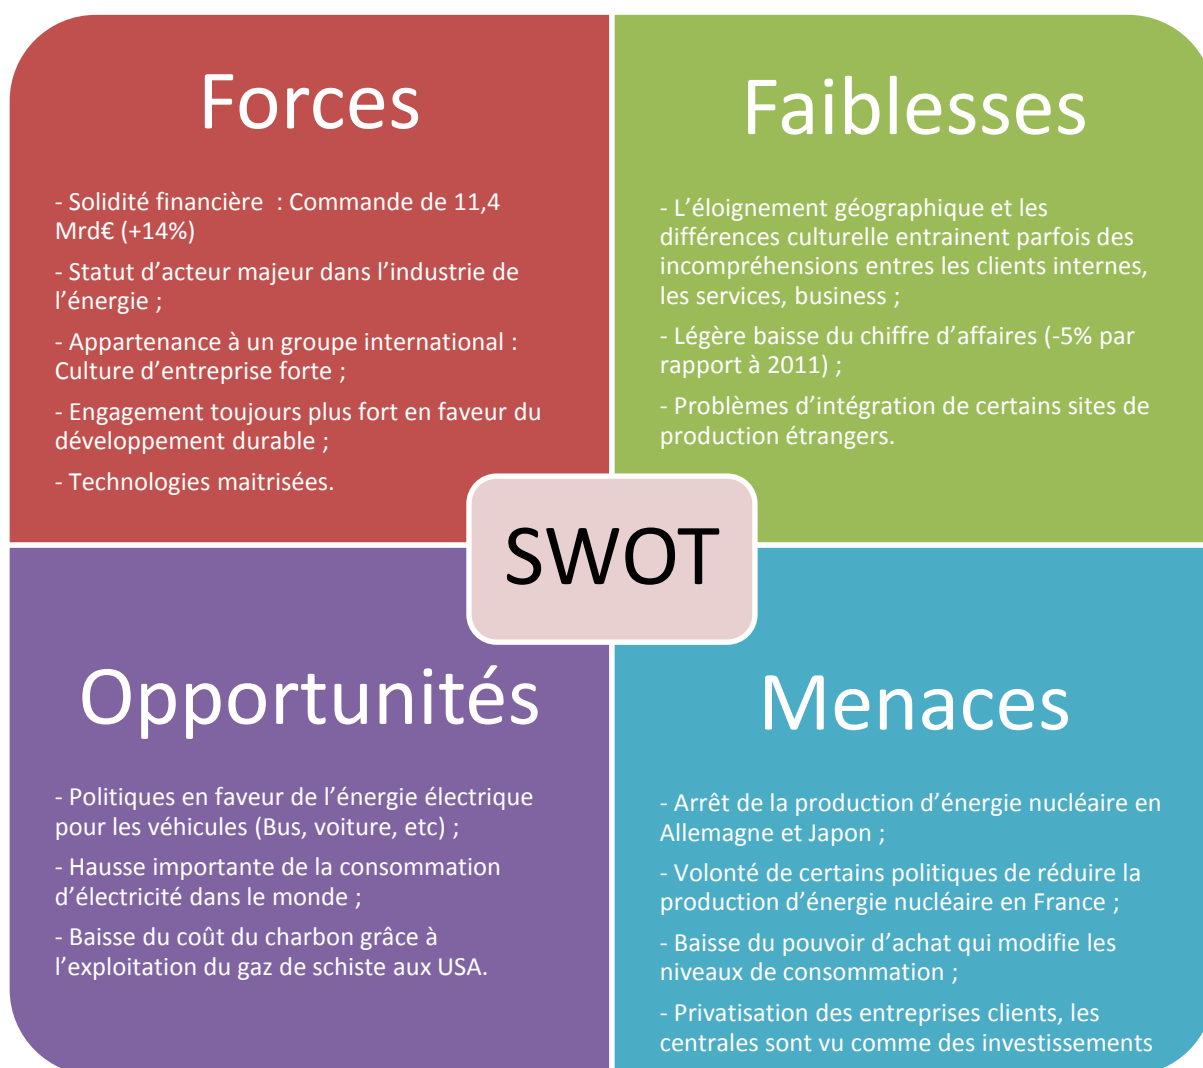 Forces
- Solidité financière : Commande de 11,4
Mrd€ (+14%)
- Statut d’acteur majeur dans l’industrie de
l’énergie ;
- Appartenance à un groupe international :
Culture d’entreprise forte ;
- Engagement toujours plus fort en faveur du
développement durable ;
- Technologies maitrisées.
Faiblesses
- L’éloignement géographique et les
différences culturelle entrainent parfois des
incompréhensions entres les clients internes,
les services, business ;
- Légère baisse du chiffre d’affaires (-5% par
rapport à 2011) ;
- Problèmes d’intégration de certains sites de
production étrangers.
SWOT
Opportunités
- Politiques en faveur de l’énergie électrique
pour les véhicules (Bus, voiture, etc) ;
- Hausse importante de la consommation
d’électricité dans le monde ;
- Baisse du coût du charbon grâce à
l’exploitation du gaz de schiste aux USA.
Menaces
- Arrêt de la production d’énergie nucléaire en
Allemagne et Japon ;
- Volonté de certains politiques de réduire la
production d’énergie nucléaire en France ;
- Baisse du pouvoir d’achat qui modifie les
niveaux de consommation ;
- Privatisation des entreprises clients, les
centrales sont vu comme des investissements